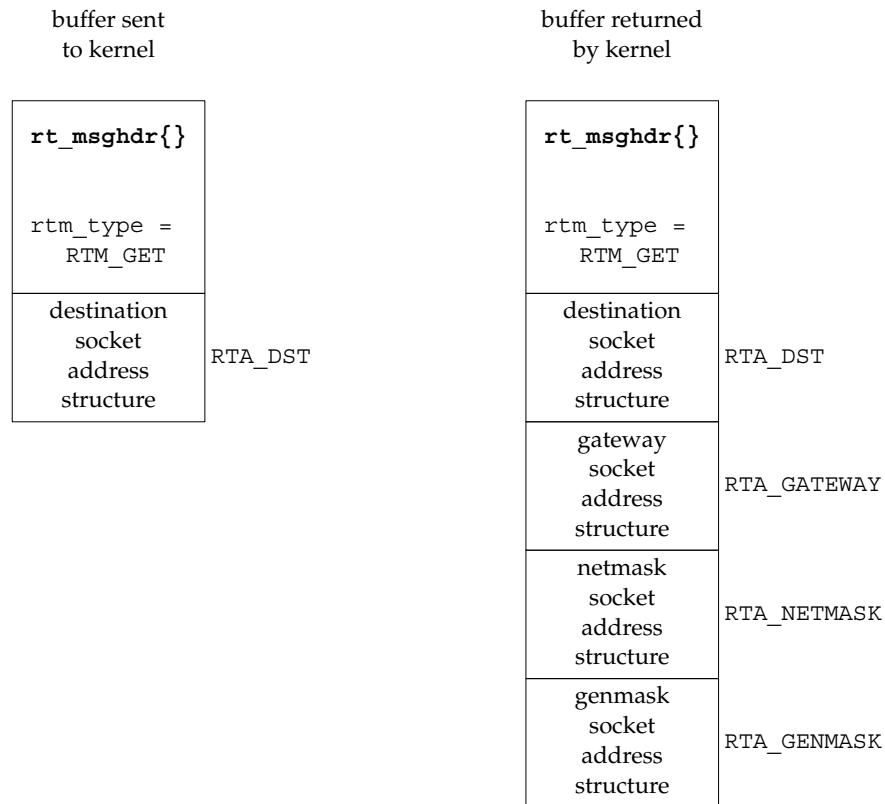 buffer sent
to kernel
rt_msghdr{}
rtm_type =
RTM_GET
destination
socket
address
structure
RTA_DST
buffer returned
by kernel
rt_msghdr{}
rtm_type =
RTM_GET
destination
socket
address
structure
RTA_DST
gateway
socket
address
structure
RTA_GATEWAY
netmask
socket
address
structure
RTA_NETMASK
genmask
socket
address
structure
RTA_GENMASK